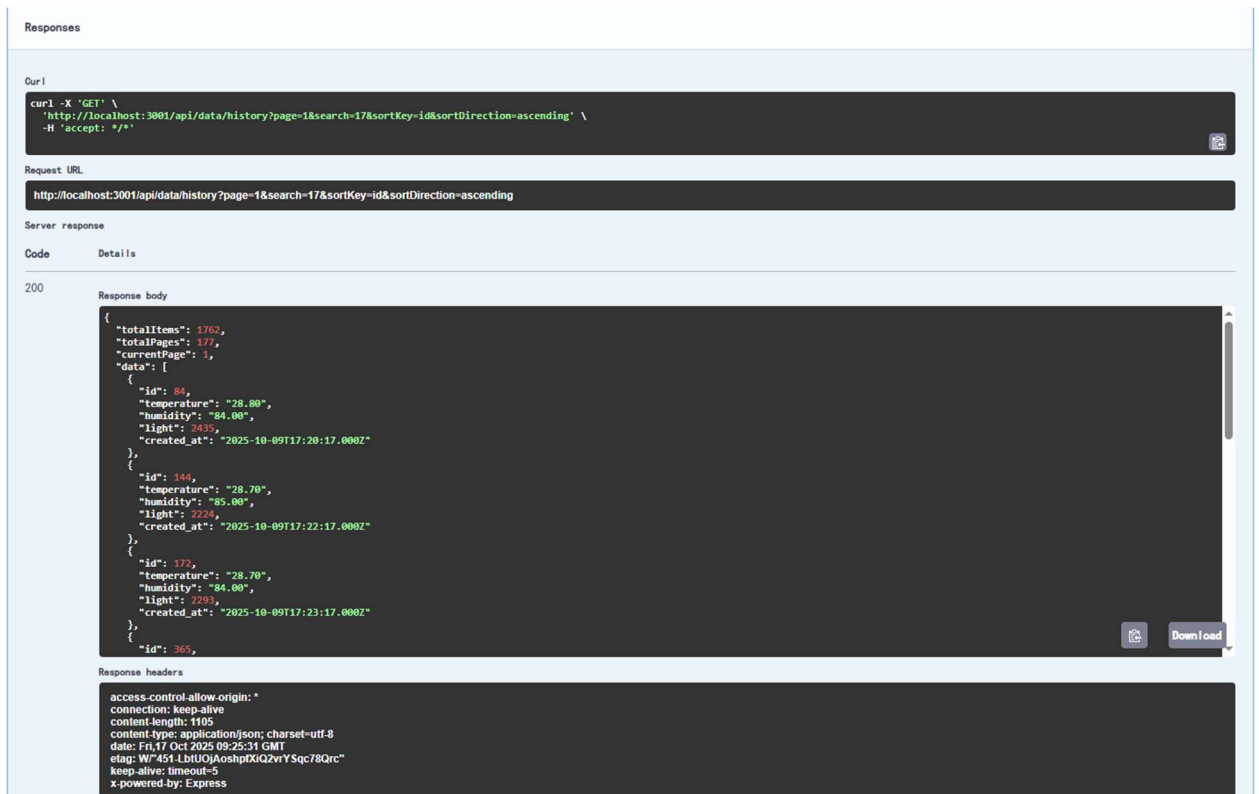 Responses
Curl
curl -X 'GET' \
  'http://localhost:3001/api/data/history?page=1&search=17&sortKey=id&sortDirection=ascending' \
  -H 'accept: */*'
Request URL
http://localhost:3001/api/data/history?page=1&search=17&sortKey=id&sortDirection=ascending
Server response
Code Details
200
Response body
{
  "totalItems": 1762,
  "totalPages": 177,
  "currentPage": 1,
  "data": [
    {
      "id": 84,
      "temperature": "28.80",
      "humidity": "84.00",
      "light": 2435,
      "created_at": "2025-10-09T17:20:17.000Z"
    },
    {
      "id": 144,
      "temperature": "28.70",
      "humidity": "85.00",
      "light": 2224,
      "created_at": "2025-10-09T17:22:17.000Z"
    },
    {
      "id": 172,
      "temperature": "28.70",
      "humidity": "84.00",
      "light": 2293,
      "created_at": "2025-10-09T17:23:17.000Z"
    },
    {
      "id": 365,
Download
Response headers
access-control-allow-origin: *
connection: keep-alive
content-length: 1105
content-type: application/json; charset=utf-8
date: Fri,17 Oct 2025 09:25:31 GMT
etag: W/"451-LbtUOjAoshpfXiQ2vrYSqc78Qrc"
keep-alive: timeout=5
x-powered-by: Express